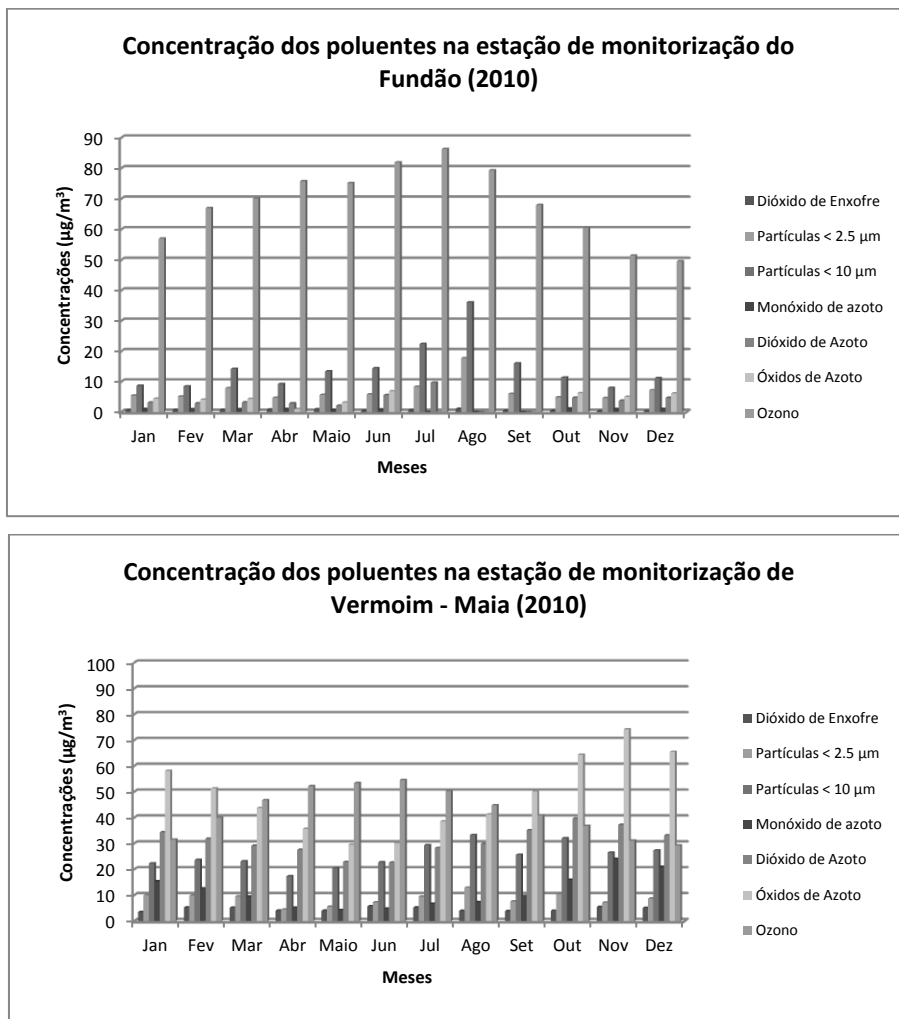 Concentração dos poluentes na estação de monitorização do
Fundão (2010)
Concentrações (µg/m³)
90
80
70
60
50
40
30
20
10
0
Jan Fev Mar Abr Maio Jun Jul Ago Set Out Nov Dez
Meses
Dióxido de Enxofre
Partículas < 2.5 µm
Partículas < 10 µm
Monóxido de azoto
Dióxido de Azoto
Óxidos de Azoto
Ozono
Concentração dos poluentes na estação de monitorização de
Vermoim - Maia (2010)
Concentrações (µg/m³)
100
90
80
70
60
50
40
30
20
10
0
Jan Fev Mar Abr Maio Jun Jul Ago Set Out Nov Dez
Meses
Dióxido de Enxofre
Partículas < 2.5 µm
Partículas < 10 µm
Monóxido de azoto
Dióxido de Azoto
Óxidos de Azoto
Ozono